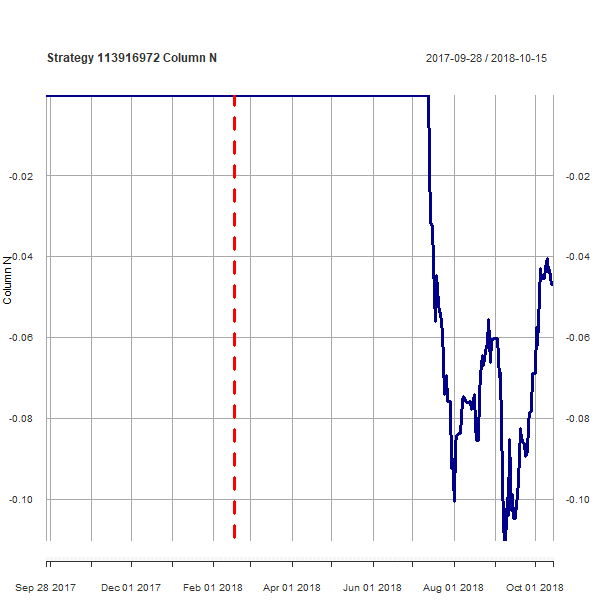 Strategy 113916972 Column N
2017-09-28 / 2018-10-15
-0.02 -0.02
-0.04 -0.04
Column N
-0.06 -0.06
-0.08 -0.08
-0.10 -0.10
Sep 28 2017 Dec 01 2017 Feb 01 2018 Apr 01 2018 Jun 01 2018 Aug 01 2018 Oct 01 2018